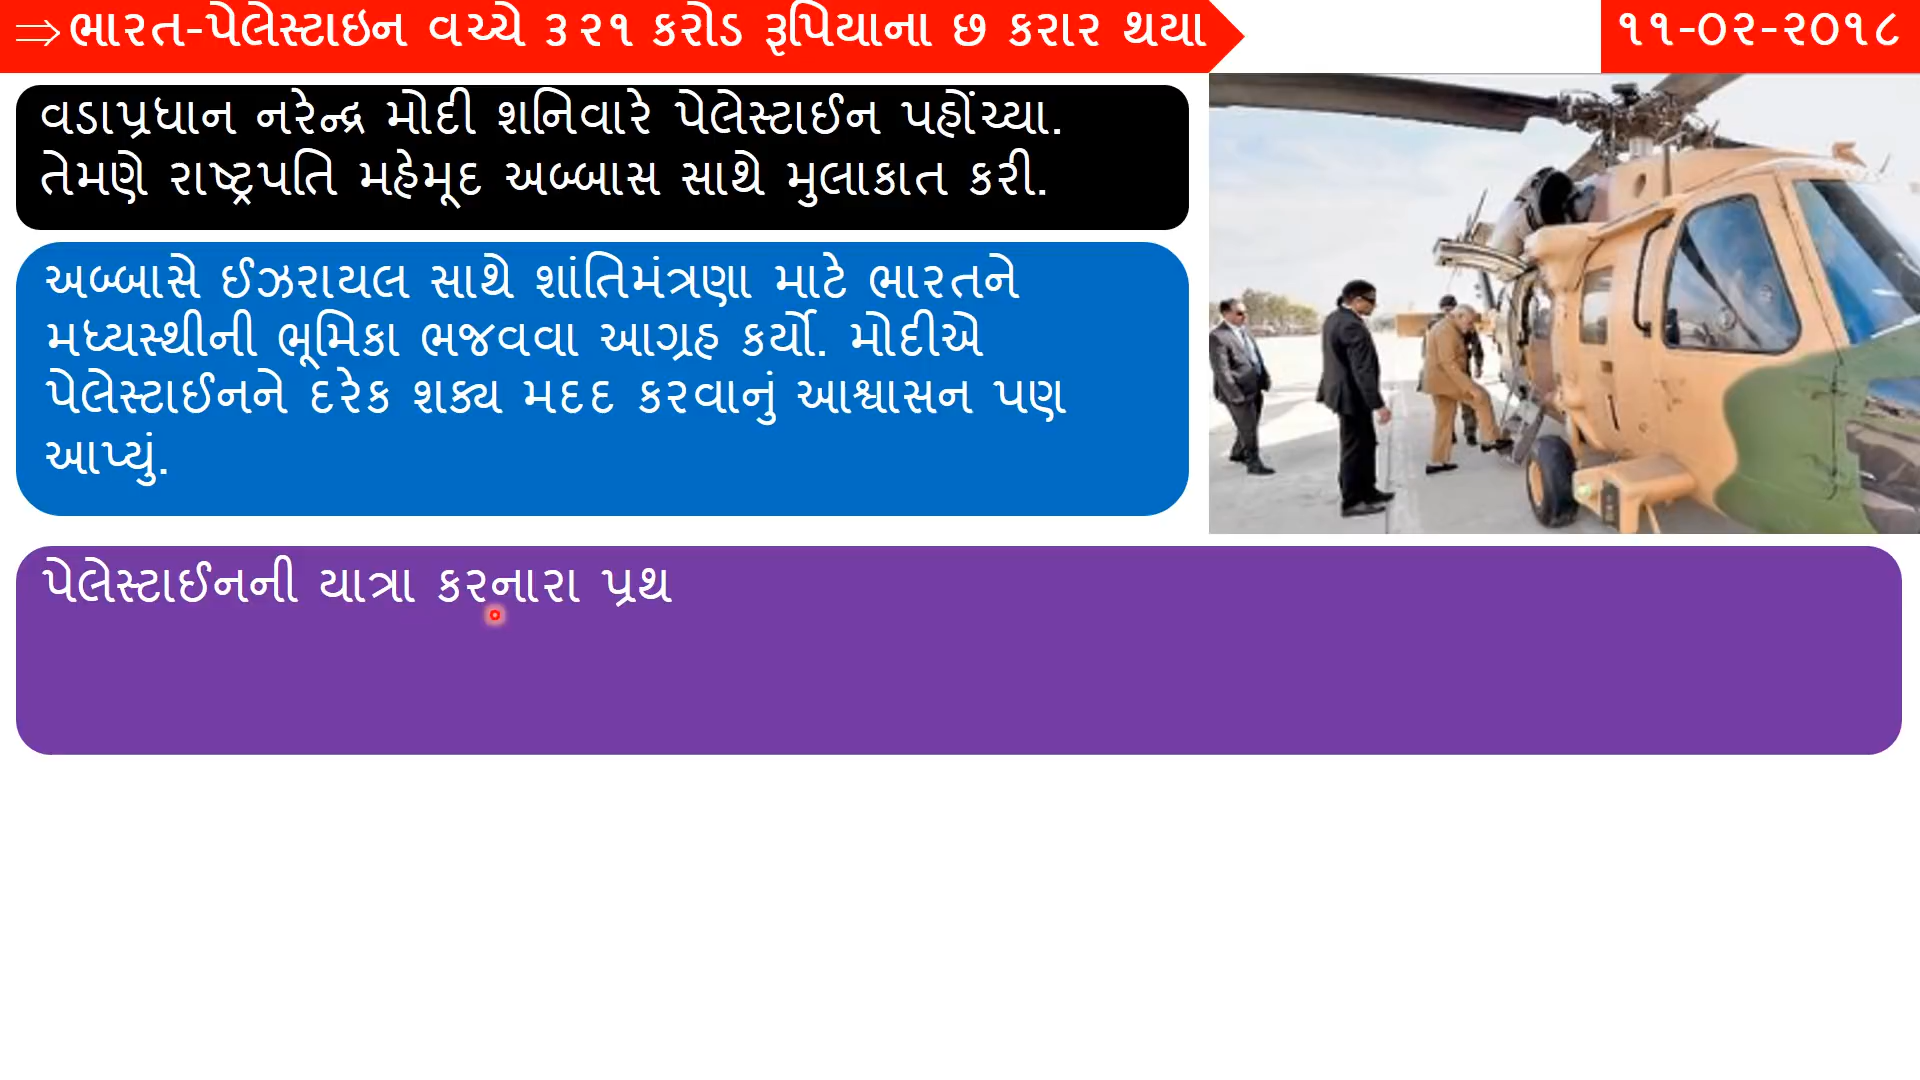 ⇒ભારત-પેલેસ્ટાઇન વચ્ચે ૩૨૧ કરોડ રૂપિયાના છ કરાર થયા
૧૧-૦૨-૨૦૧૮
વડાપ્રધાન નરેન્દ્ર મોદી શનિવારે પેલેસ્ટાઈન પહોંચ્યા.
તેમણે રાષ્ટ્રપતિ મહેમૂદ અબ્બાસ સાથે મુલાકાત કરી.
અબ્બાસે ઈઝરાયલ સાથે શાંતિમંત્રણા માટે ભારતને
મધ્યસ્થીની ભૂમિકા ભજવવા આગ્રહ કર્યો. મોદીએ
પેલેસ્ટાઈનને દરેક શક્ય મદદ કરવાનું આશ્વાસન પણ
આપ્યું.
પેલેસ્ટાઈનની યાત્રા કરનારા પ્રથ